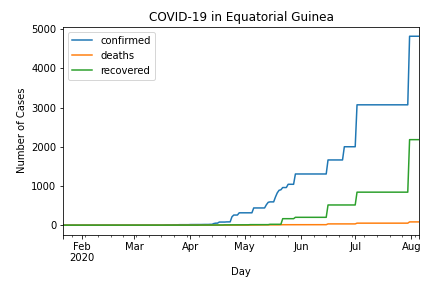 COVID-19 in Equatorial Guinea
confirmed
deaths
recovered
Number of Cases
5000
4000
3000
2000
1000
0
Feb Mar Apr May Jun Jul Aug
2020
Day